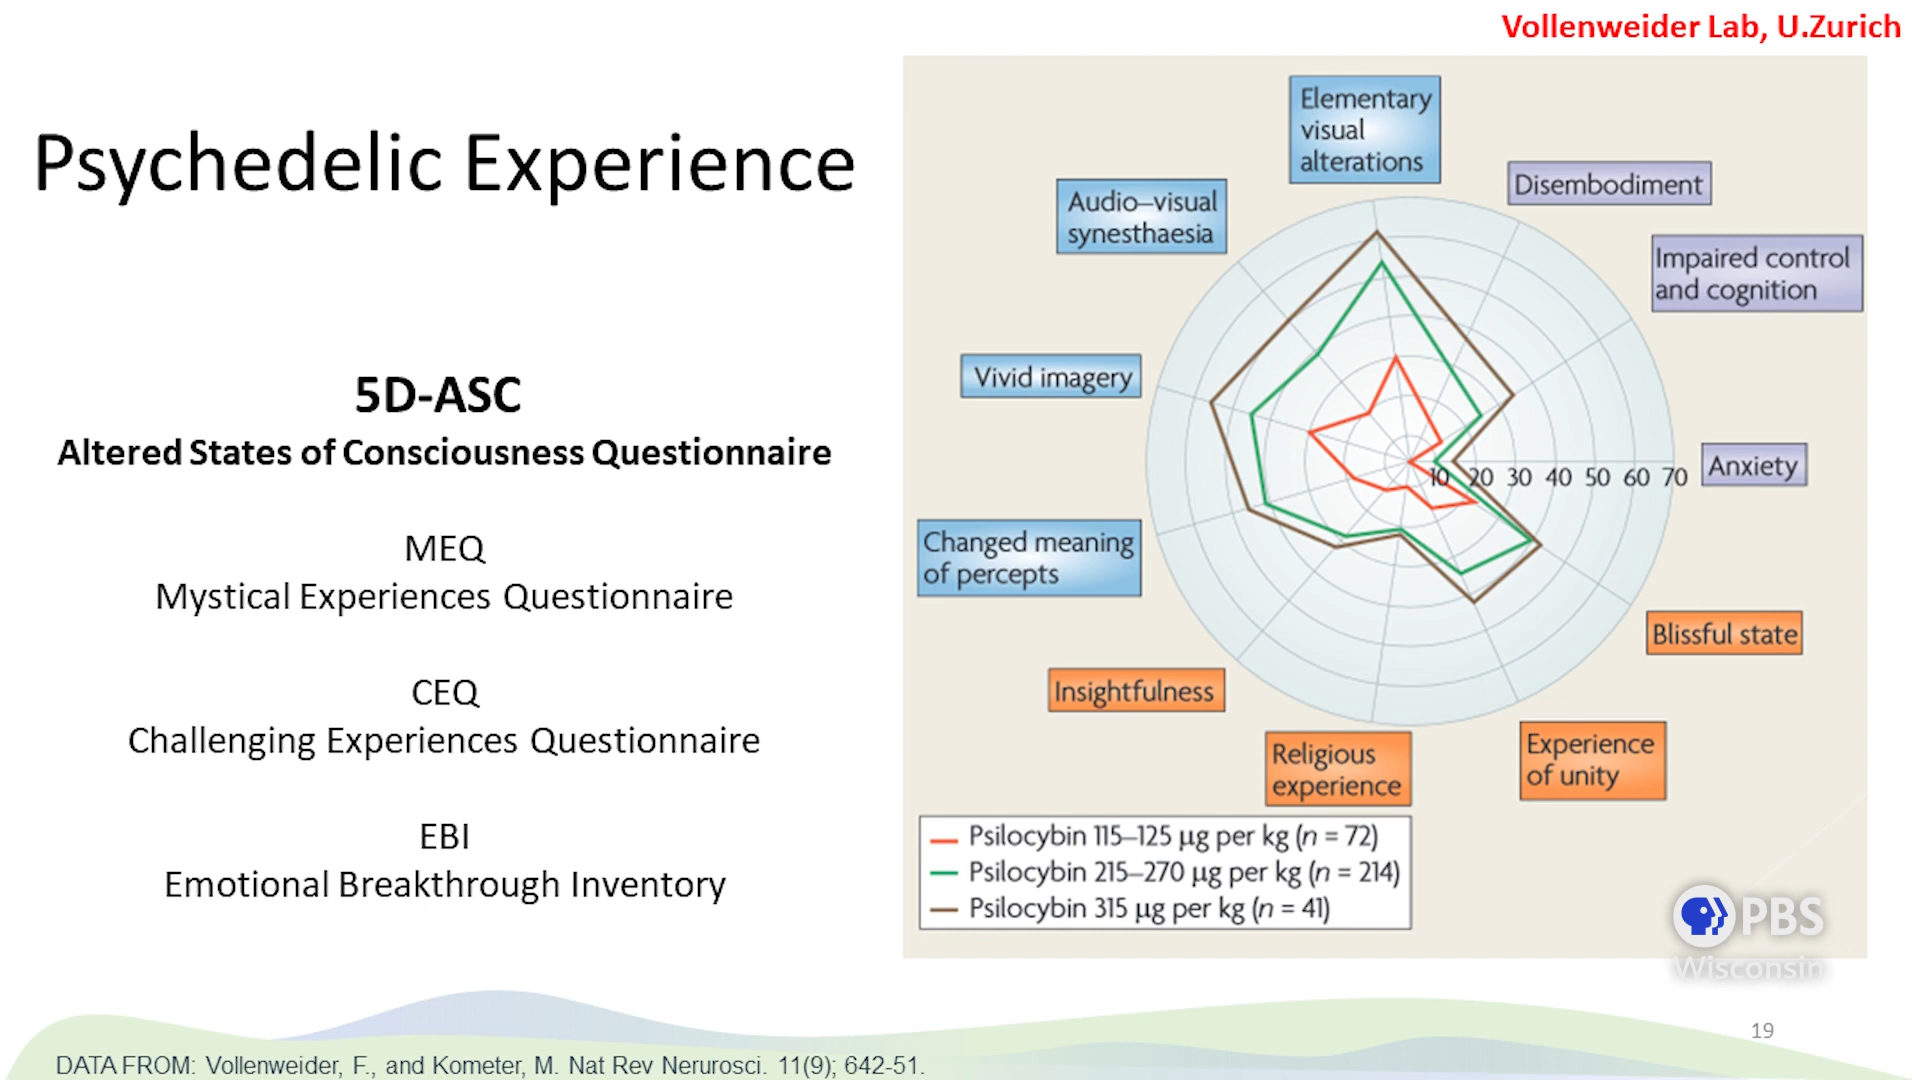 Vollenweider Lab, U.Zurich
Psychedelic Experience
5D-ASC
Altered States of Consciousness Questionnaire
MEQ
Mystical Experiences Questionnaire
CEQ
Challenging Experiences Questionnaire
EBI
Emotional Breakthrough Inventory
Elementary
visual
alterations
Disembodiment
Impaired control
and cognition
Anxiety
Blissful state
Experience
of unity
Religious
experience
Insightfulness
Changed meaning
of percepts
Vivid imagery
Audio–visual
synesthaesia
10 20 30 40 50 60 70
Psilocybin 115–125 µg per kg (n = 72)
Psilocybin 215–270 µg per kg (n = 214)
Psilocybin 315 µg per kg (n = 41)
PBS
Wisconsin
19
DATA FROM: Vollenweider, F., and Kometer, M. Nat Rev Nerurosci. 11(9); 642-51.